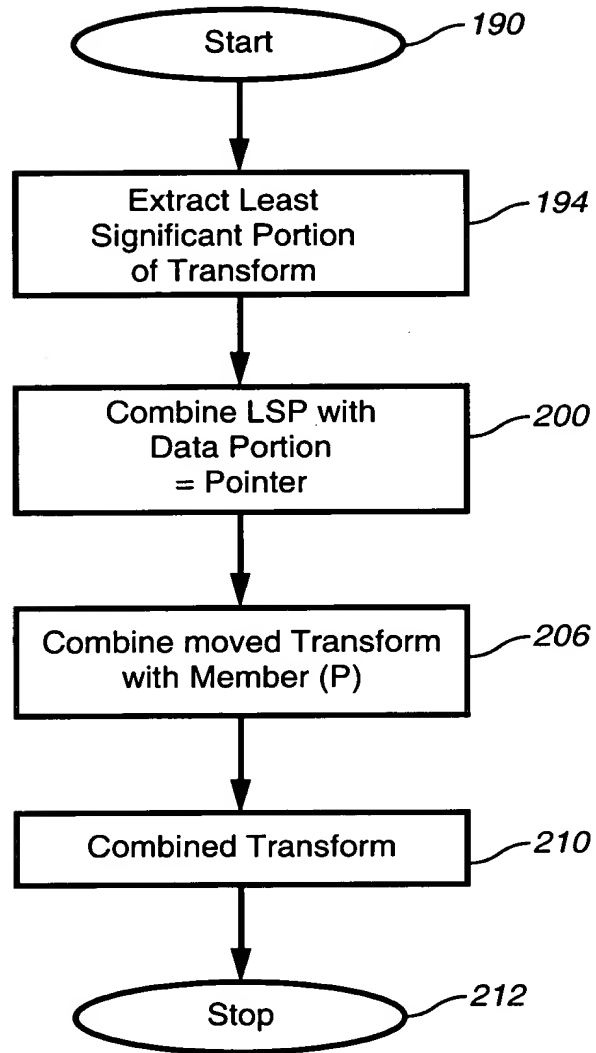 Start
190
Extract Least
Significant Portion
of Transform
194
Combine LSP with
Data Portion
= Pointer
200
Combine moved Transform
with Member (P)
206
Combined Transform
210
Stop
212